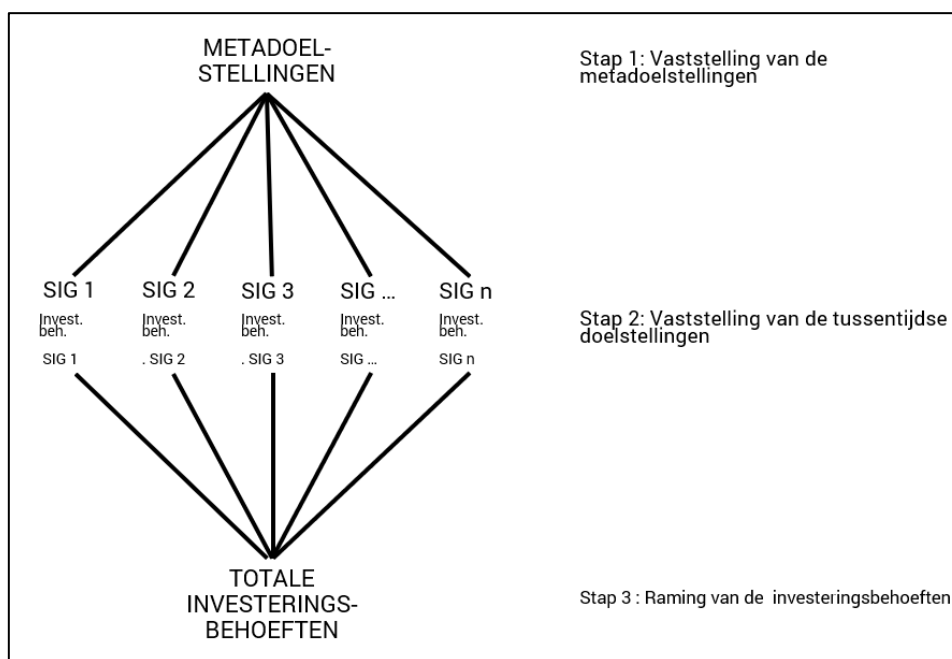 METADOEL-
STELLINGEN
Stap 1: Vaststelling van de
metadoelstellingen
SIG 1 SIG 2 SIG 3 SIG ... SIG n
Invest. Invest. Invest. Invest. Invest.
beh. beh. beh. beh. beh.
SIG 1 . SIG 2 . SIG 3 SIG ... SIG n
Stap 2: Vaststelling van de tussentijdse
doelstellingen
TOTALE
INVESTERINGS-
BEHOEFTEN
Stap 3 : Raming van de investeringsbehoeften